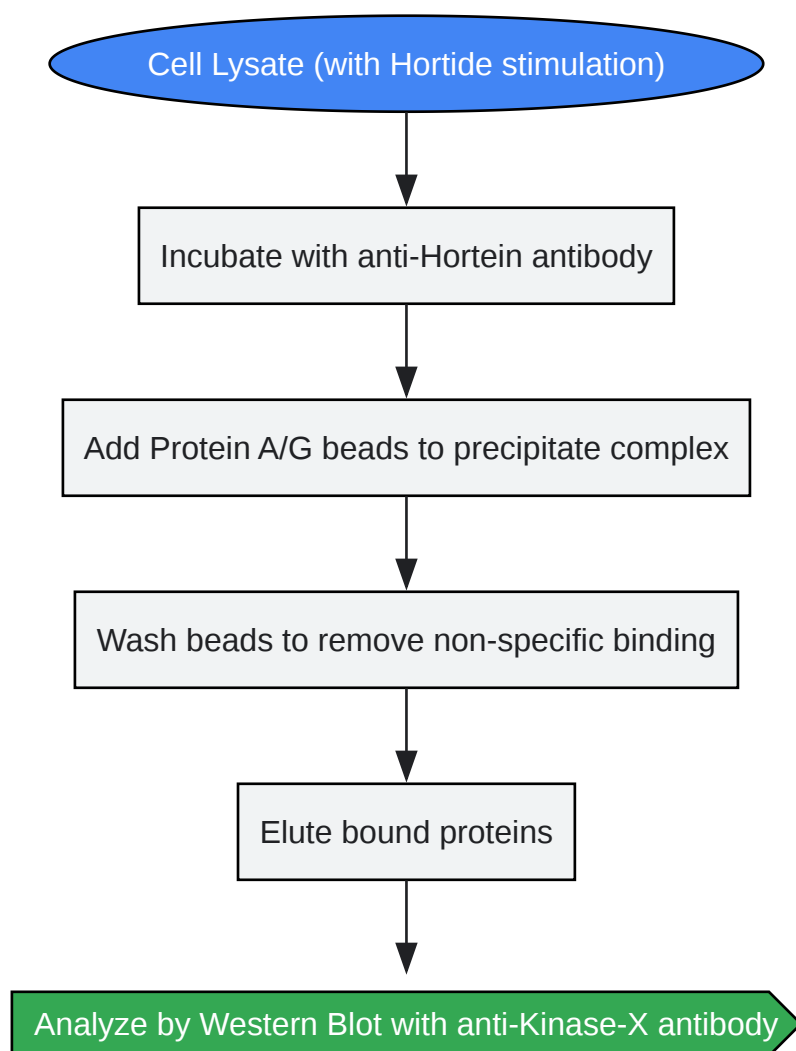 Cell Lysate (with Hortide stimulation)
Incubate with anti-Hortein antibody
Add Protein A/G beads to precipitate complex
Wash beads to remove non-specific binding
Elute bound proteins
Analyze by Western Blot with anti-Kinase-X antibody